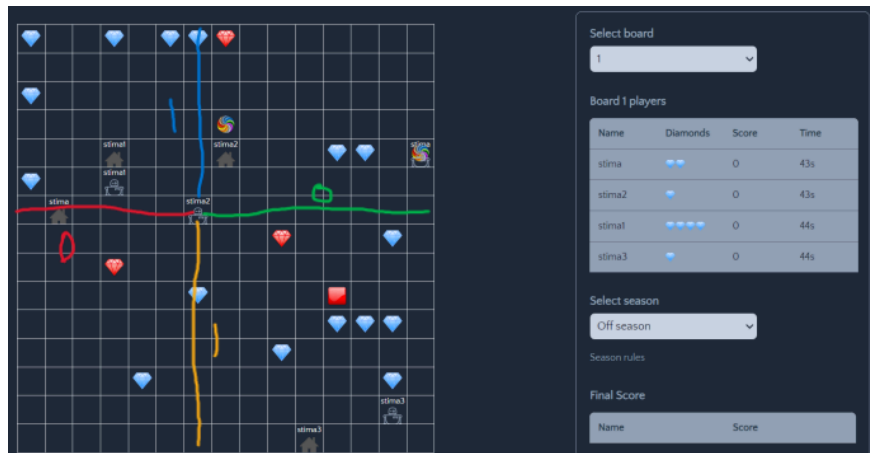 Select board
1
Board 1 players
Name Diamonds Score Time
stima 0 43s
stima2 0 43s
stima1 0 44s
stima3 0 44s
Select season
Off season
Season rules
Final Score
Name Score
stima1
stima2
stima
stima1
stima
stima2
stima3
stima3